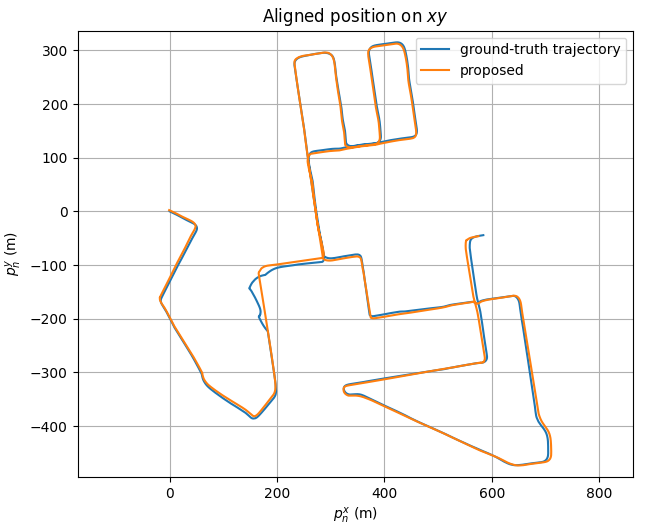 Aligned position on xy
ground-truth trajectory
proposed
300
200
100
0
−100
−200
−300
−400
p_n^y (m)
0
200
400
600
800
p_n^x (m)